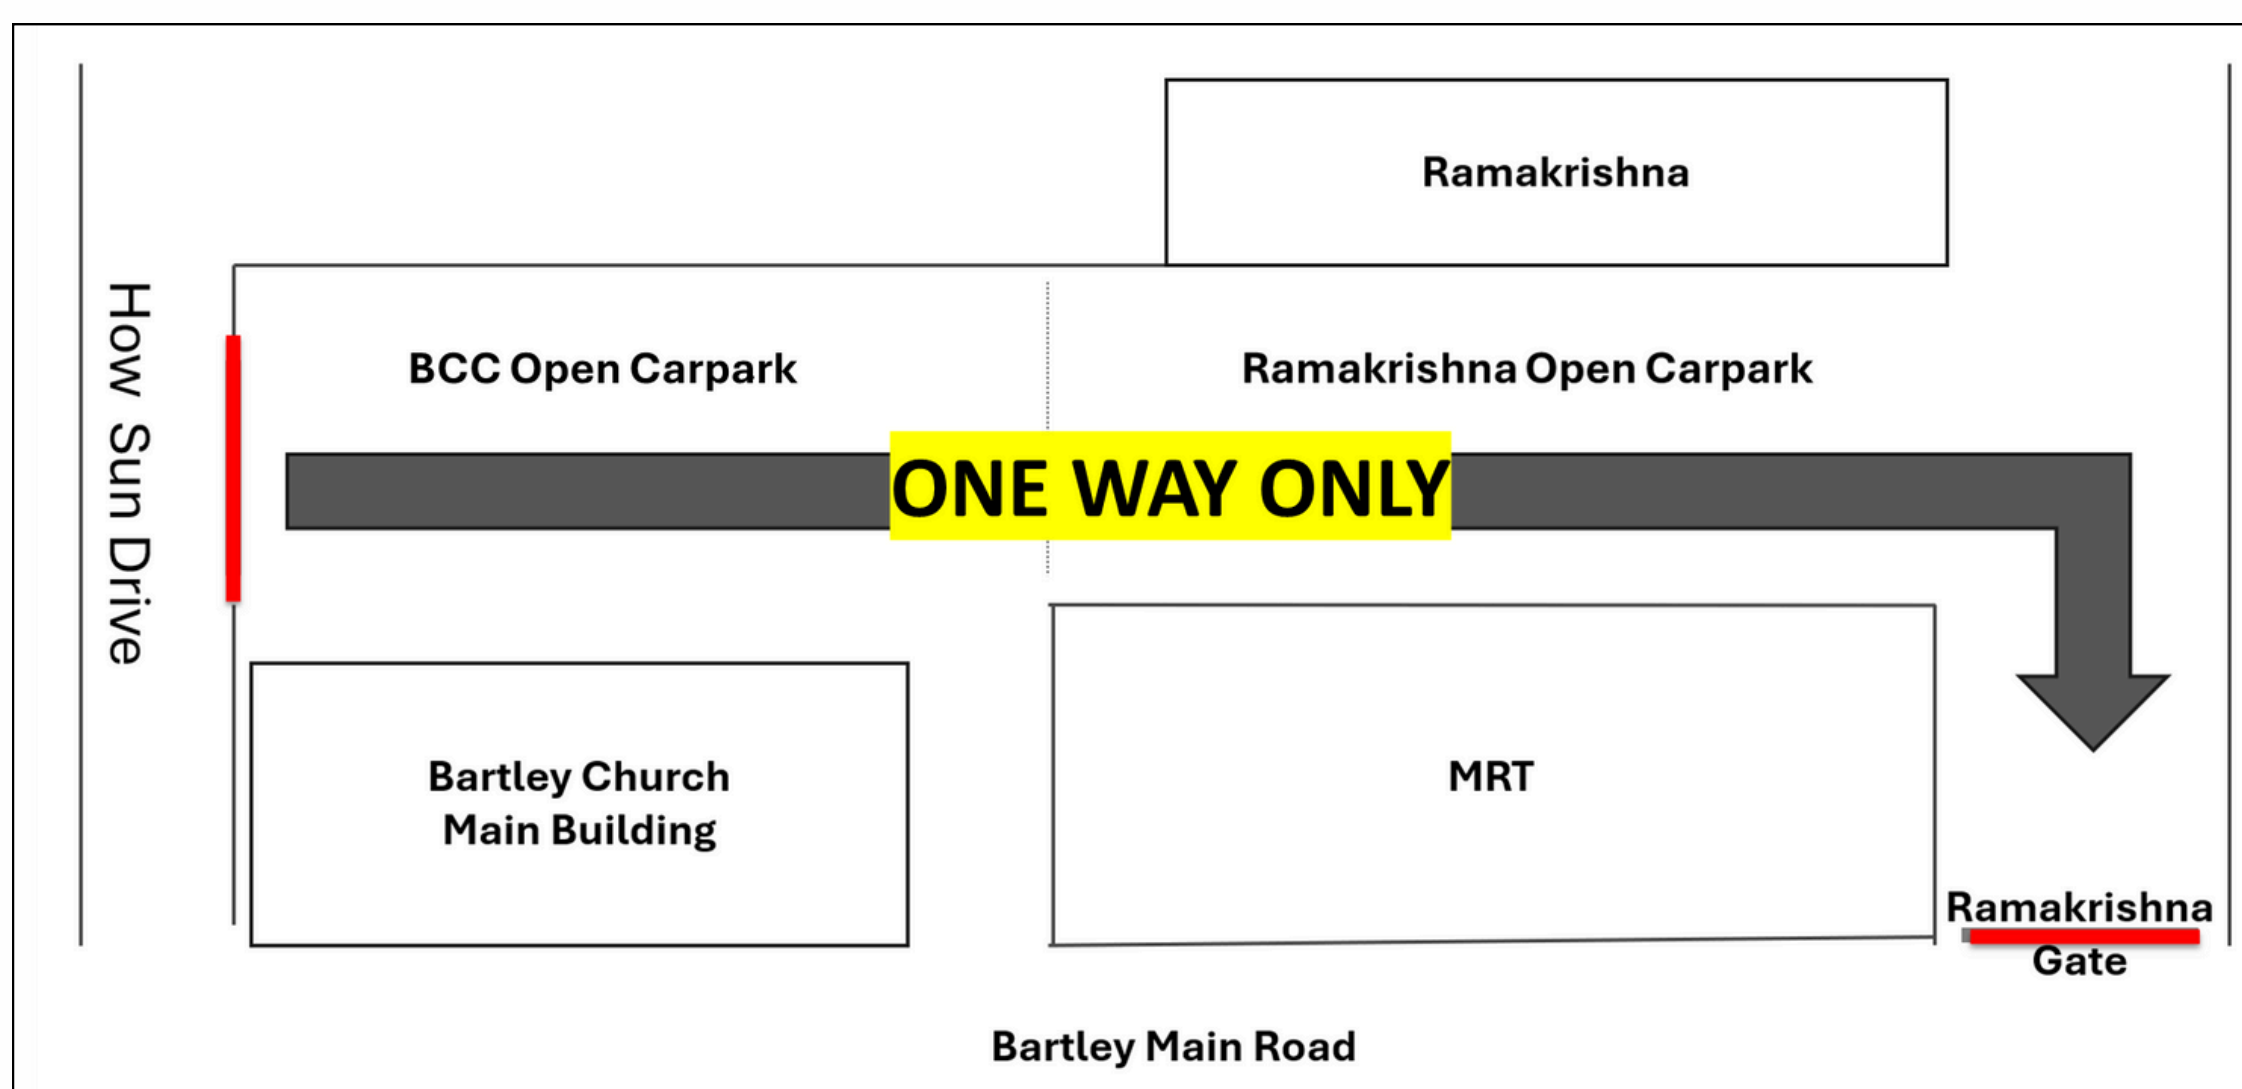 Ramakrishna
How Sun Drive
BCC Open Carpark
Ramakrishna Open Carpark
ONE WAY ONLY
Bartley Church
Main Building
MRT
Ramakrishna
Gate
Bartley Main Road